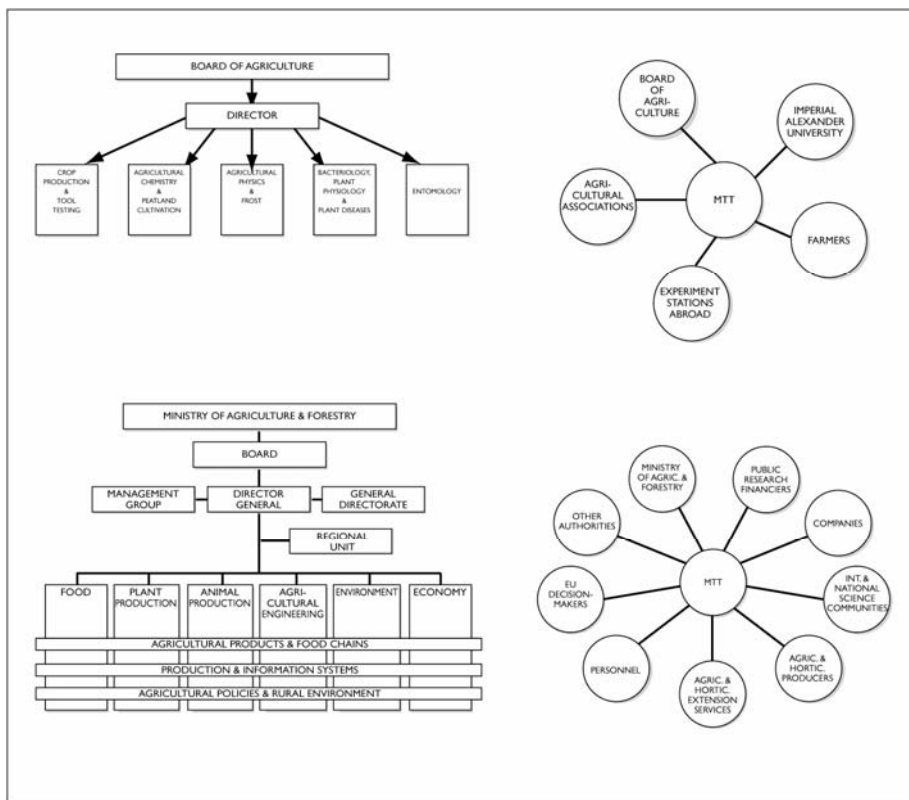 BOARD OF AGRICULTURE
DIRECTOR
CROP
PRODUCTION
&
TOOL
TESTING
AGRICULTURAL
CHEMISTRY
&
PEATLAND
CULTIVATION
AGRICULTURAL
PHYSICS
&
FROST
BACTERIOLOGY,
PLANT
PHYSIOLOGY
&
PLANT DISEASES
ENTOMOLOGY
BOARD
OF
AGRI-
CULTURE
IMPERIAL
ALEXANDER
UNIVERSITY
AGRI-
CULTURAL
ASSOCIATIONS
MTT
FARMERS
EXPERIMENT
STATIONS
ABROAD
MINISTRY OF AGRICULTURE & FORESTRY
BOARD
MANAGEMENT
GROUP
DIRECTOR
GENERAL
GENERAL
DIRECTORATE
REGIONAL
UNIT
FOOD
PLANT
PRODUCTION
ANIMAL
PRODUCTION
AGRI-
CULTURAL
ENGINEERING
ENVIRONMENT
ECONOMY
AGRICULTURAL PRODUCTS & FOOD CHAINS
PRODUCTION & INFORMATION SYSTEMS
AGRICULTURAL POLICIES & RURAL ENVIRONMENT
MINISTRY
OF AGRIC. &
FORESTRY
PUBLIC
RESEARCH
FINANCIERS
OTHER
AUTHORITIES
COMPANIES
MTT
EU
DECISION-
MAKERS
INT. &
NATIONAL
SCIENCE
COMMUNITIES
PERSONNEL
AGRIC. &
HORTIC.
EXTENSION
SERVICES
AGRIC. &
HORTIC.
PRODUCERS